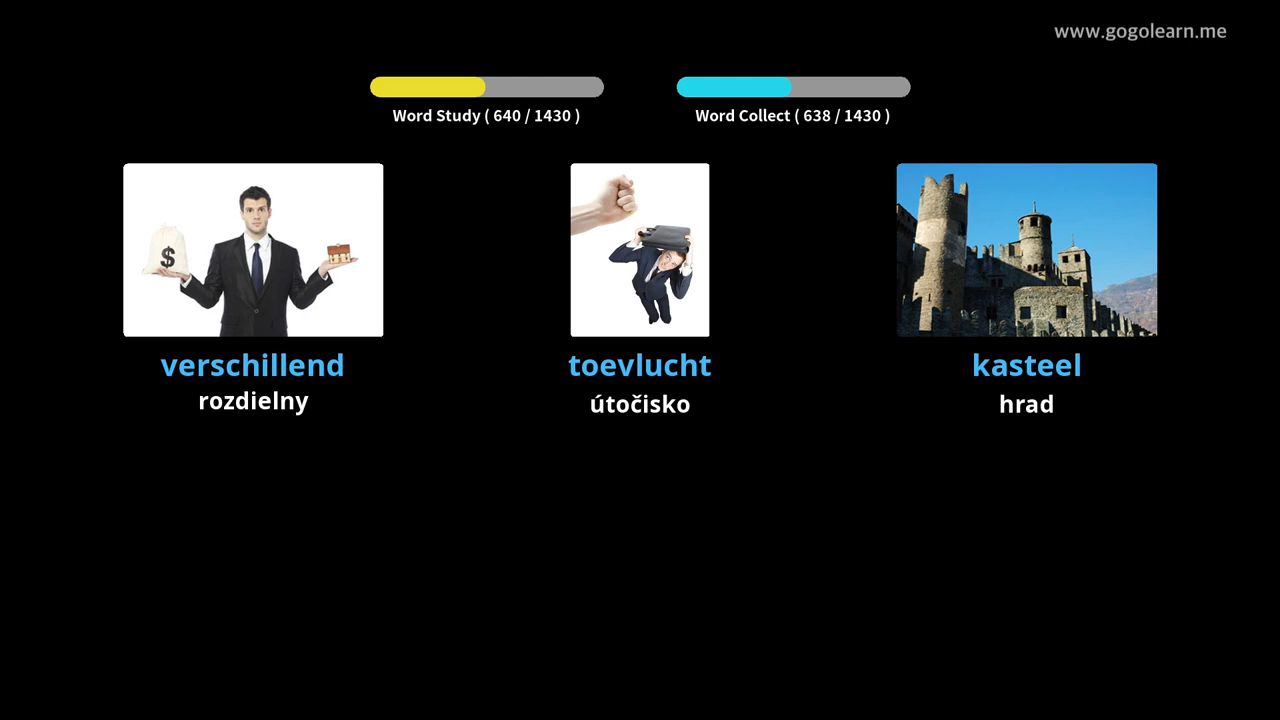 www.gogolearn.me
Word Study ( 640 / 1430 )
Word Collect ( 638 / 1430 )
$
verschillend
toevlucht
kasteel
rozdielny
útočisko
hrad